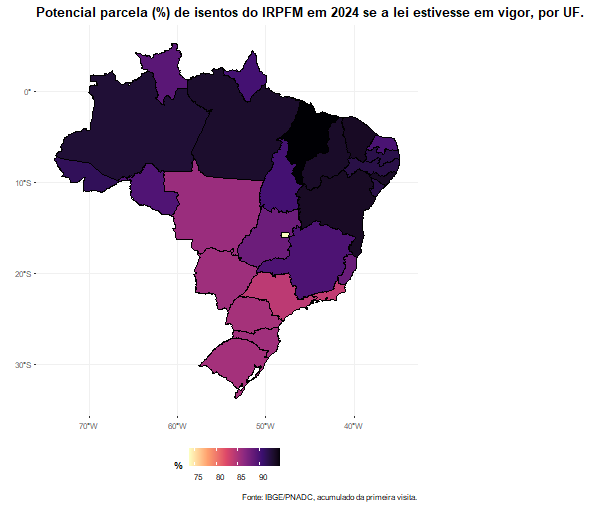 Potencial parcela (%) de isentos do IRPFM em 2024 se a lei estivesse em vigor, por UF.
0°
10°S
20°S
30°S
70°W
60°W
50°W
40°W
%
75 80 85 90
Fonte: IBGE/PNADC, acumulado da primeira visita.